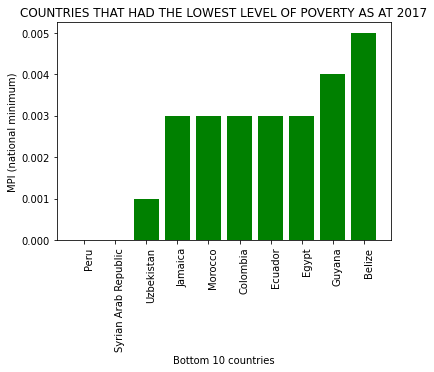 COUNTRIES THAT HAD THE LOWEST LEVEL OF POVERTY AS AT 2017
MPI (national minimum)
0.005
0.004
0.003
0.002
0.001
0.000
Peru
Syrian Arab Republic
Uzbekistan
Jamaica
Morocco
Colombia
Ecuador
Egypt
Guyana
Belize
Bottom 10 countries